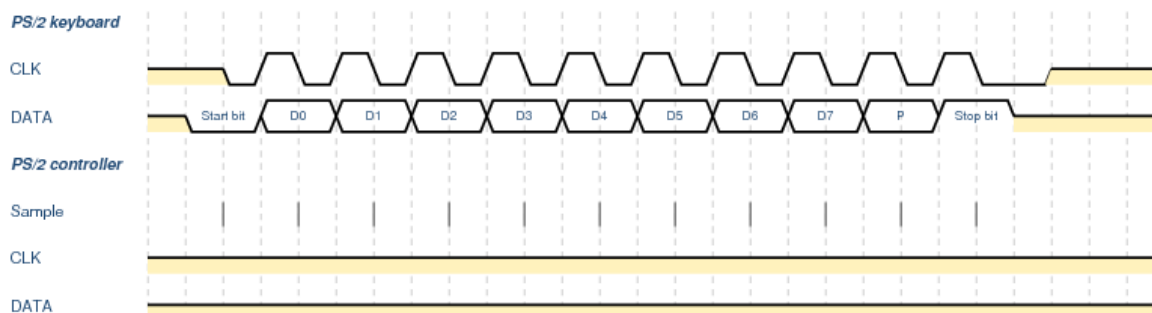 PS/2 keyboard
CLK
DATA Start bit D0 D1 D2 D3 D4 D5 D6 D7 P Stop bit
PS/2 controller
Sample
CLK
DATA